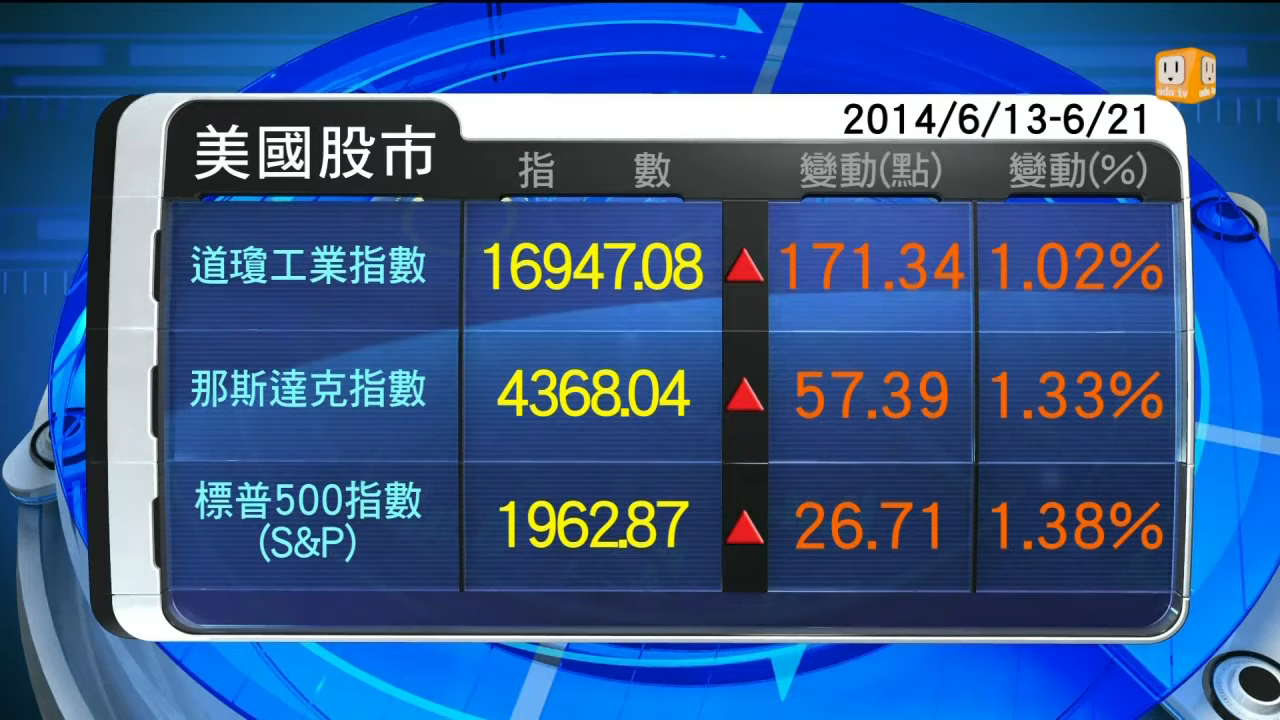 udn tv
2014/6/13-6/21
美國股市
指 數 變動(點) 變動(%)
道瓊工業指數 16947.08 ▲ 171.34 1.02%
那斯達克指數 4368.04 ▲ 57.39 1.33%
標普500指數
(S&P)
1962.87 ▲ 26.71 1.38%